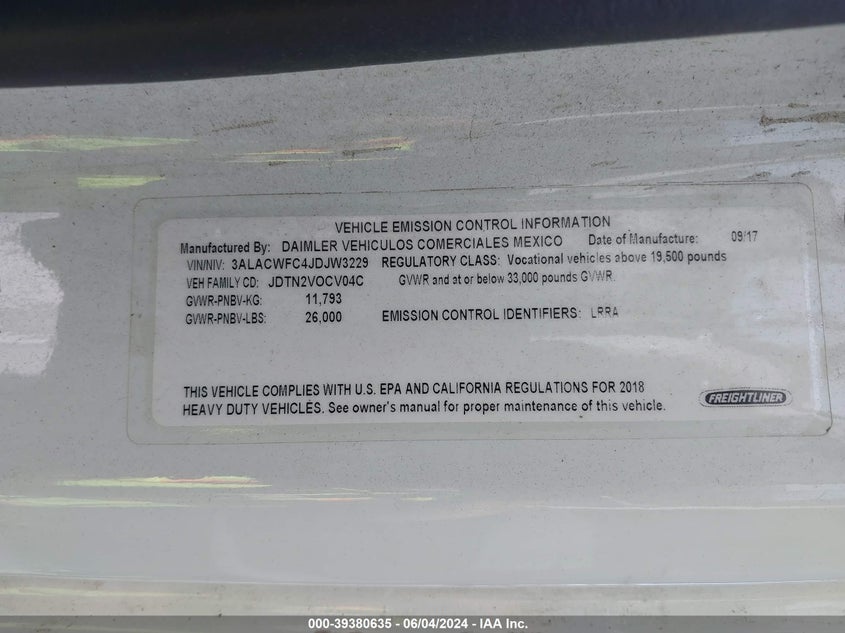 VEHICLE EMISSION CONTROL INFORMATION
Manufactured By: DAIMLER VEHICULOS COMERCIALES MEXICO Date of Manufacture: 09/17
VIN/NIV: 3ALACWFC4JDJW3229 REGULATORY CLASS: Vocational vehicles above 19,500 pounds
VEH FAMILY CD: JDTN2VOCV04C GVWR and at or below 33,000 pounds GVWR.
GVWR-PNBV-KG: 11,793
GVWR-PNBV-LBS: 26,000 EMISSION CONTROL IDENTIFIERS: LRRA
THIS VEHICLE COMPLIES WITH U.S. EPA AND CALIFORNIA REGULATIONS FOR 2018
HEAVY DUTY VEHICLES. See owner's manual for proper maintenance of this vehicle.
FREIGHTLINER
000-39380635 - 06/04/2024 - IAA Inc.